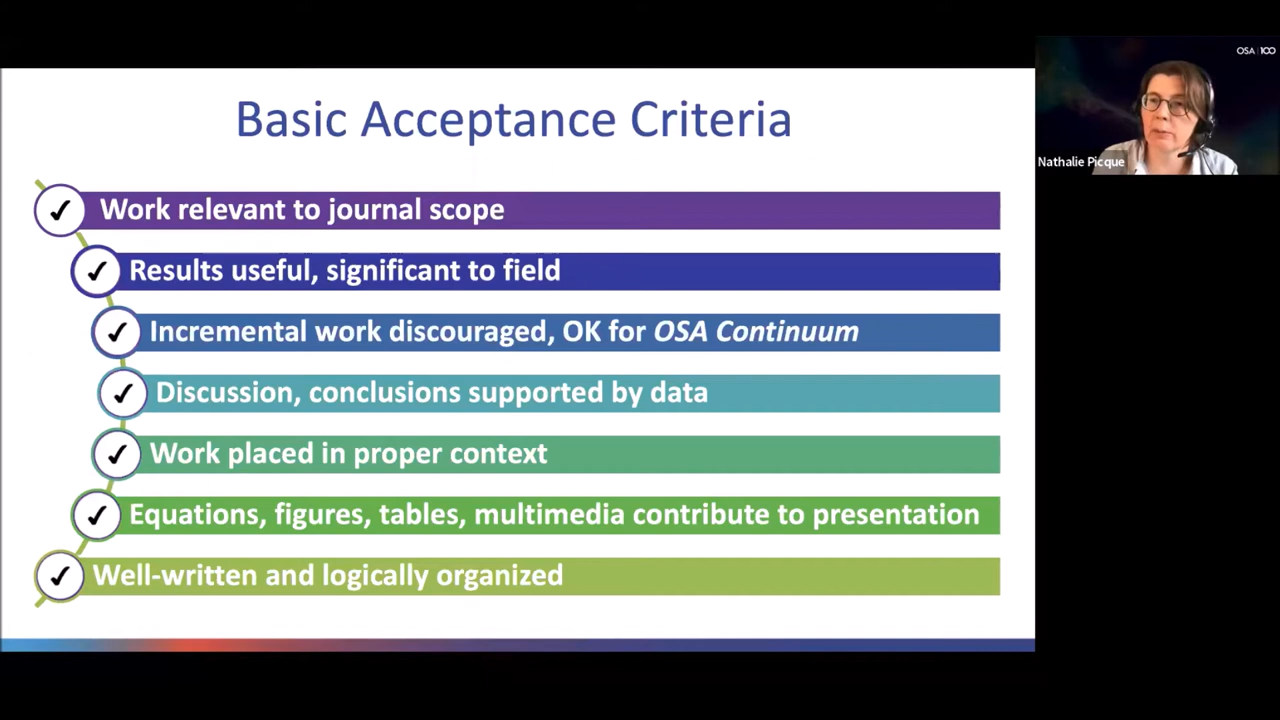 Basic Acceptance Criteria
OSA | 100
Nathalie Picque
Work relevant to journal scope
Results useful, significant to field
Incremental work discouraged, OK for OSA Continuum
Discussion, conclusions supported by data
Work placed in proper context
Equations, figures, tables, multimedia contribute to presentation
Well-written and logically organized